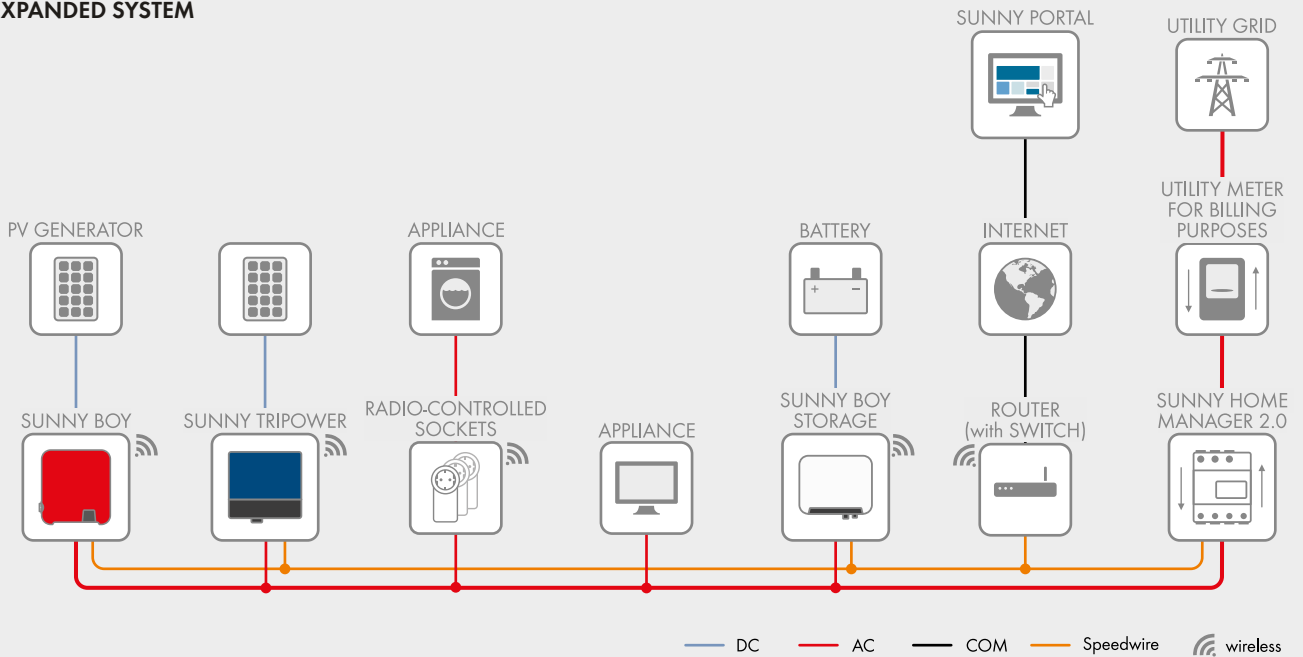 XPANDED SYSTEM
SUNNY PORTAL
UTILITY GRID
UTILITY METER
FOR BILLING
PURPOSES
PV GENERATOR
APPLIANCE
BATTERY
INTERNET
SUNNY BOY
SUNNY TRIPOWER
RADIO-CONTROLLED
SOCKETS
APPLIANCE
SUNNY BOY
STORAGE
ROUTER
(with SWITCH)
SUNNY HOME
MANAGER 2.0
DC
AC
COM
Speedwire
wireless